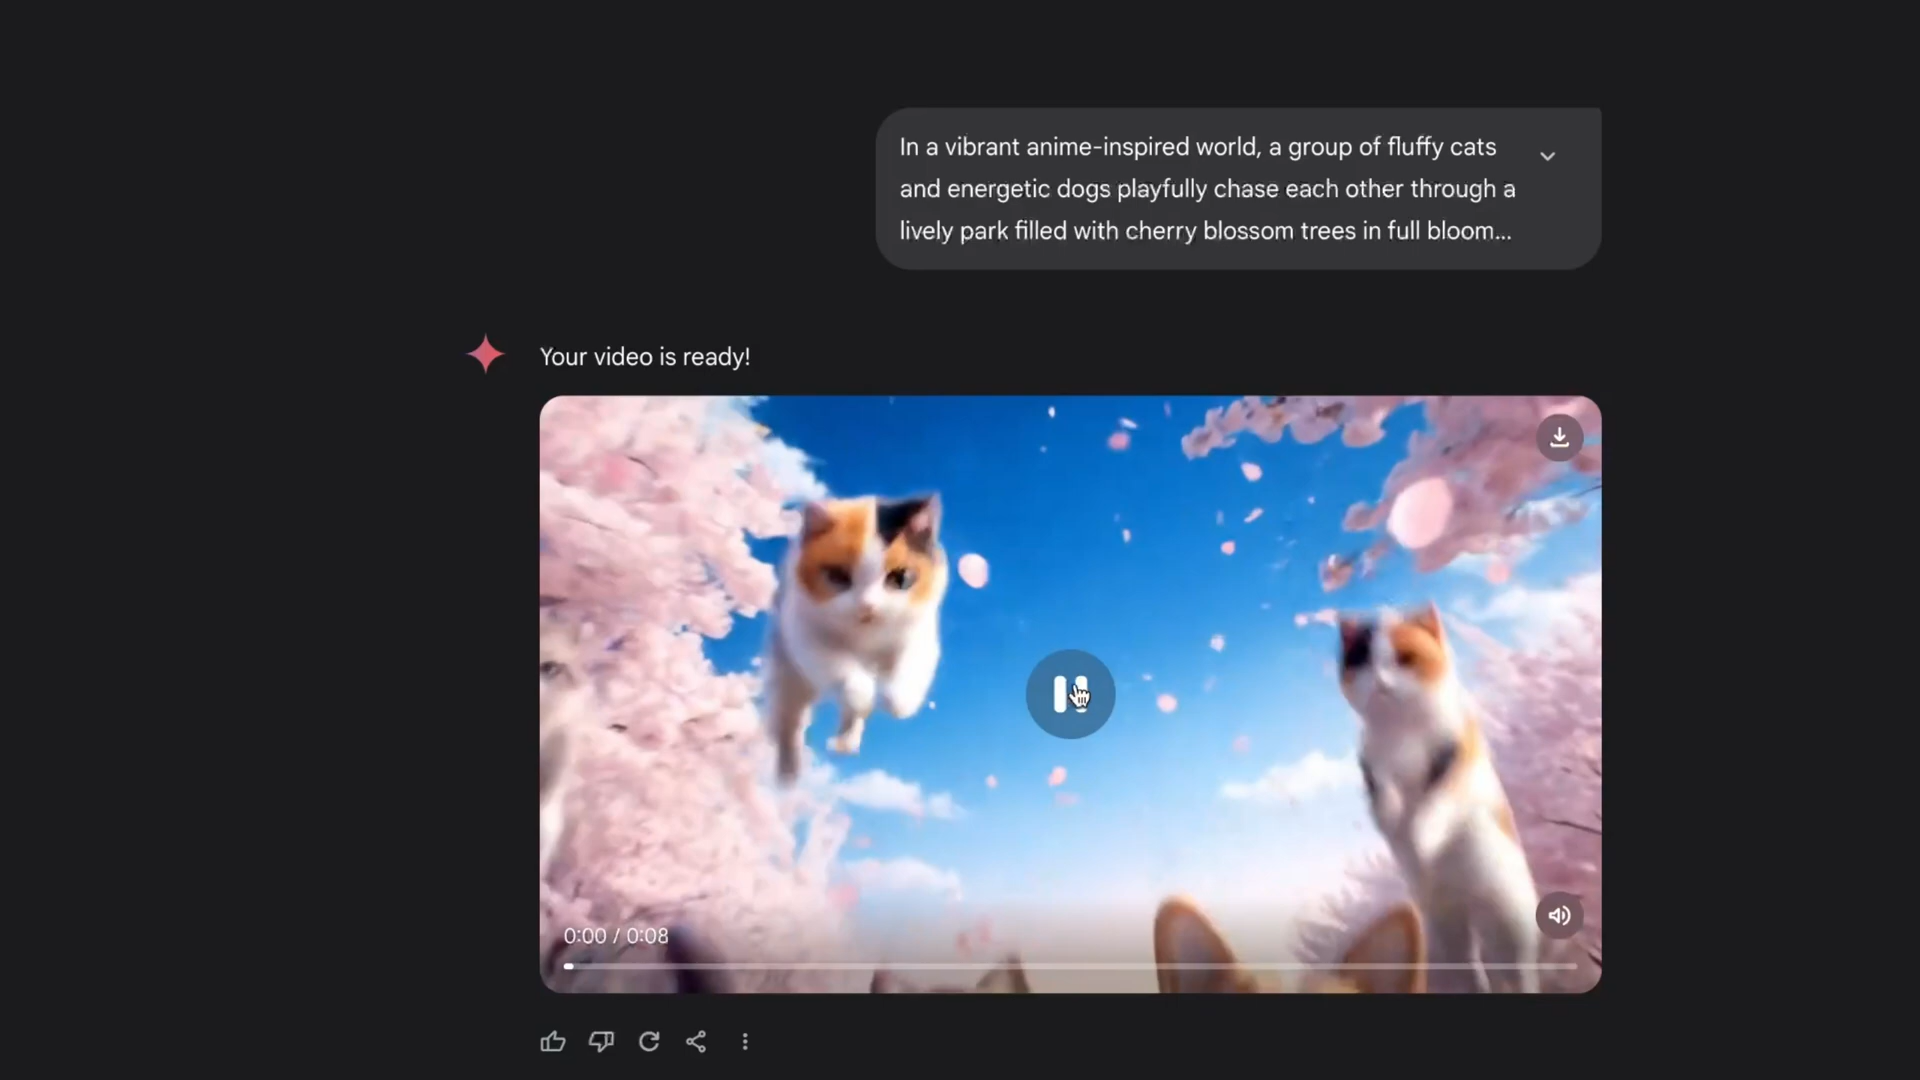 In a vibrant anime-inspired world, a group of fluffy cats
and energetic dogs playfully chase each other through a
lively park filled with cherry blossom trees in full bloom...
Your video is ready!
0:00 / 0:08